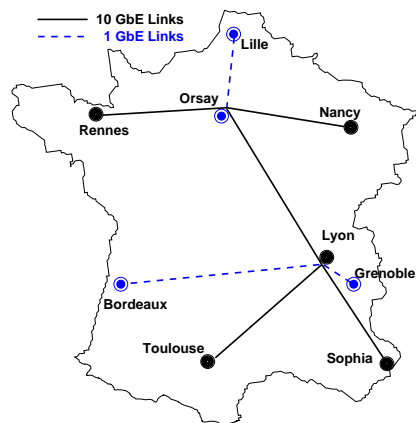 10 GbE Links
1 GbE Links
Lille
Orsay
Nancy
Rennes
Lyon
Grenoble
Bordeaux
Toulouse
Sophia